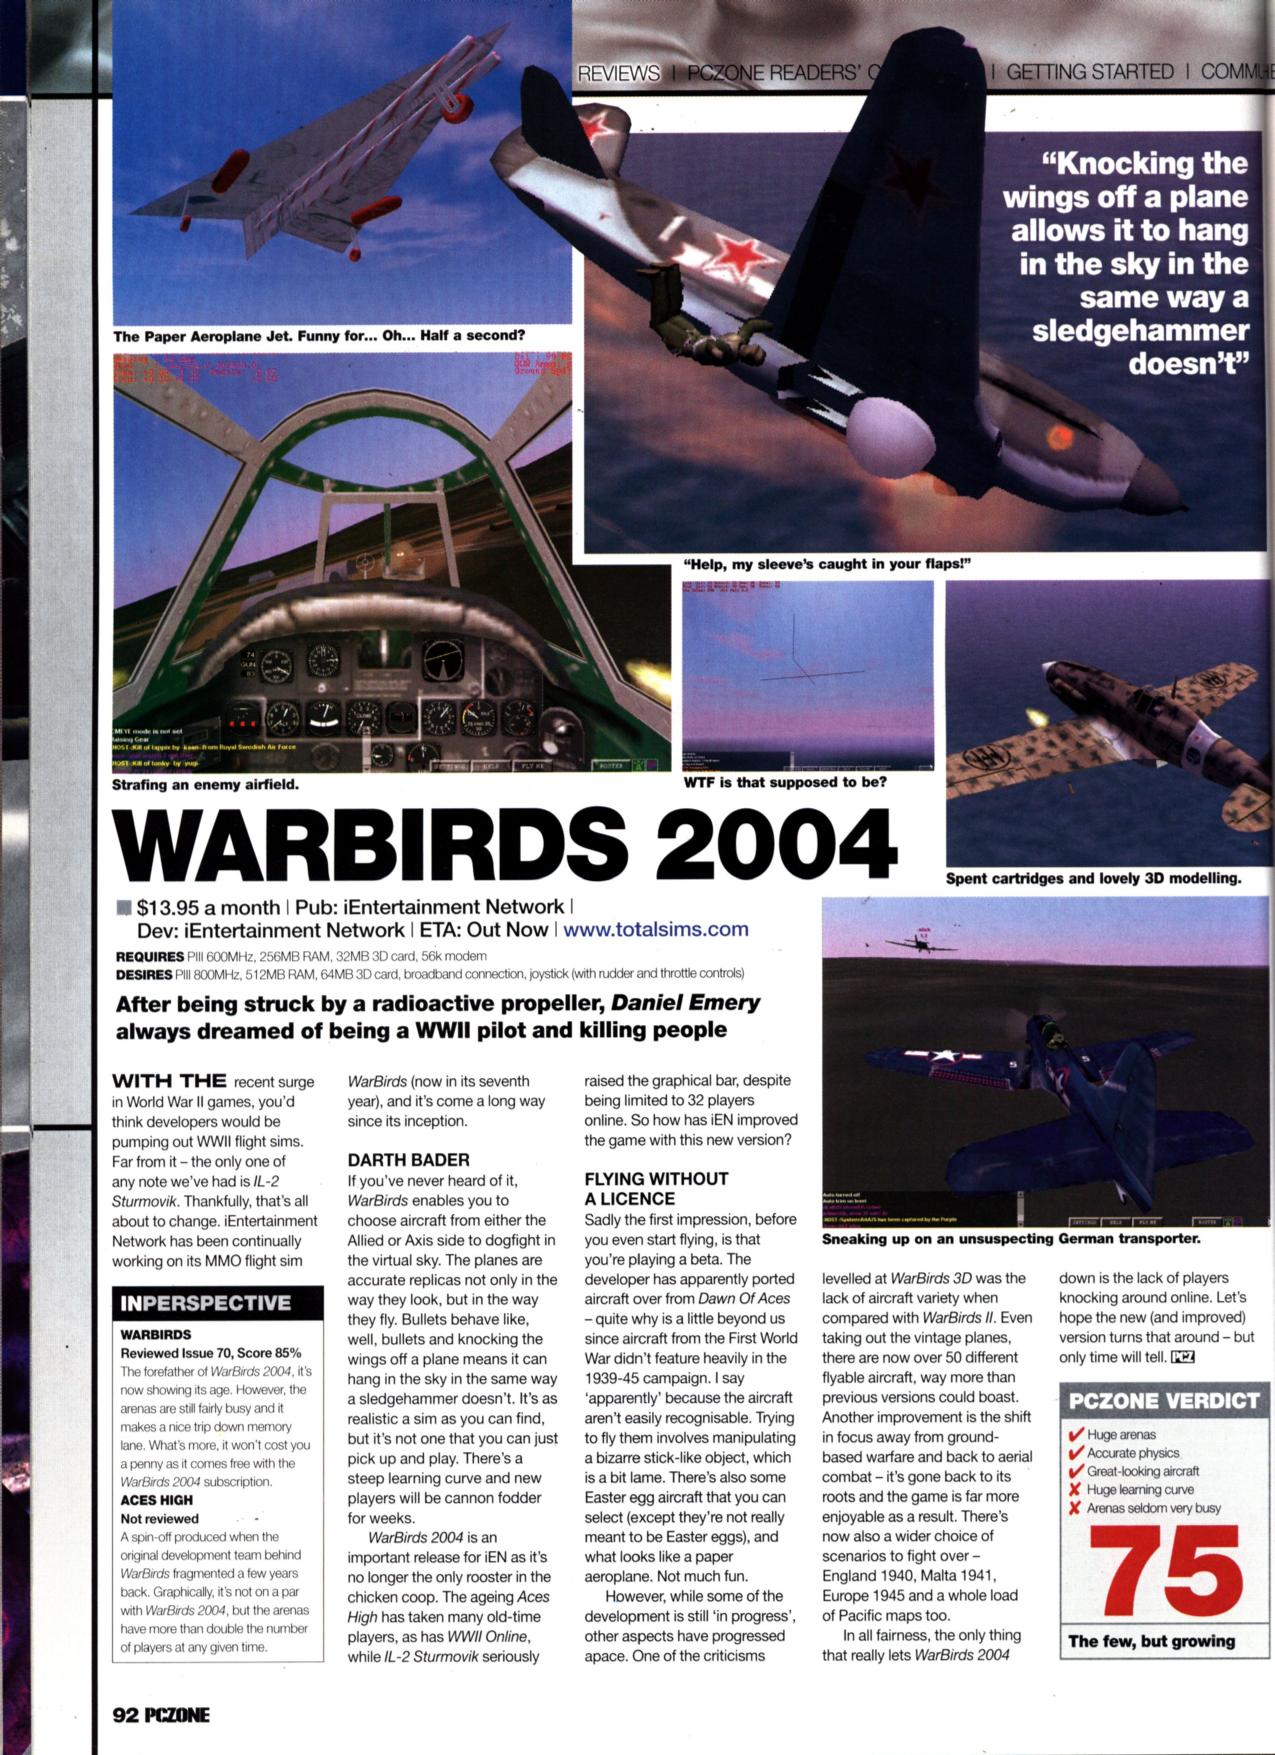 REVIEWS | PCZONE READERS' C | GETTING STARTED | COMMUNE
"Knocking the
wings off a plane
allows it to hang
in the sky in the
same way a
sledgehammer
doesn't"
The Paper Aeroplane Jet. Funny for... Oh... Half a second?
"Help, my sleeve's caught in your flaps!"
Strafing an enemy airfield.
WTF is that supposed to be?
Spent cartridges and lovely 3D modelling.
WARBIRDS 2004
$13.95 a month | Pub: iEntertainment Network |
Dev: iEntertainment Network | ETA: Out Now | www.totalsims.com
REQUIRES PIII 600MHz, 256MB RAM, 32MB 3D card, 56k modem
DESIRES PIII 800MHz, 512MB RAM, 64MB 3D card, broadband connection, joystick (with rudder and throttle controls)
After being struck by a radioactive propeller, Daniel Emery
always dreamed of being a WWII pilot and killing people
Sneaking up on an unsuspecting German transporter.
WITH THE recent surge
in World War II games, you'd
think developers would be
pumping out WWII flight sims.
Far from it – the only one of
any note we've had is IL-2
Sturmovik. Thankfully, that's all
about to change. iEntertainment
Network has been continually
working on its MMO flight sim
INPERSPECTIVE
WARBIRDS
Reviewed Issue 70, Score 85%
The forefather of WarBirds 2004, it's
now showing its age. However, the
arenas are still fairly busy and it
makes a nice trip down memory
lane. What's more, it won't cost you
a penny as it comes free with the
WarBirds 2004 subscription.
ACES HIGH
Not reviewed
A spin-off produced when the
original development team behind
WarBirds fragmented a few years
back. Graphically, it's not on a par
with WarBirds 2004, but the arenas
have more than double the number
of players at any given time.
WarBirds (now in its seventh
year), and it's come a long way
since its inception.
DARTH BADER
If you've never heard of it,
WarBirds enables you to
choose aircraft from either the
Allied or Axis side to dogfight in
the virtual sky. The planes are
accurate replicas not only in the
way they look, but in the way
they fly. Bullets behave like,
well, bullets and knocking the
wings off a plane means it can
hang in the sky in the same way
a sledgehammer doesn't. It's as
realistic a sim as you can find,
but it's not one that you can just
pick up and play. There's a
steep learning curve and new
players will be cannon fodder
for weeks.
WarBirds 2004 is an
important release for iEN as it's
no longer the only rooster in the
chicken coop. The ageing Aces
High has taken many old-time
players, as has WWII Online,
while IL-2 Sturmovik seriously
raised the graphical bar, despite
being limited to 32 players
online. So how has iEN improved
the game with this new version?
FLYING WITHOUT
A LICENCE
Sadly the first impression, before
you even start flying, is that
you're playing a beta. The
developer has apparently ported
aircraft over from Dawn Of Aces
– quite why is a little beyond us
since aircraft from the First World
War didn't feature heavily in the
1939-45 campaign. I say
'apparently' because the aircraft
aren't easily recognisable. Trying
to fly them involves manipulating
a bizarre stick-like object, which
is a bit lame. There's also some
Easter egg aircraft that you can
select (except they're not really
meant to be Easter eggs), and
what looks like a paper
aeroplane. Not much fun.
However, while some of the
development is still 'in progress',
other aspects have progressed
apace. One of the criticisms
levelled at WarBirds 3D was the
lack of aircraft variety when
compared with WarBirds II. Even
taking out the vintage planes,
there are now over 50 different
flyable aircraft, way more than
previous versions could boast.
Another improvement is the shift
in focus away from ground-
based warfare and back to aerial
combat – it's gone back to its
roots and the game is far more
enjoyable as a result. There's
now also a wider choice of
scenarios to fight over –
England 1940, Malta 1941,
Europe 1945 and a whole load
of Pacific maps too.
In all fairness, the only thing
that really lets WarBirds 2004
down is the lack of players
knocking around online. Let's
hope the new (and improved)
version turns that around – but
only time will tell. PCZ
PCZONE VERDICT
Huge arenas
Accurate physics
Great-looking aircraft
Huge learning curve
Arenas seldom very busy
75
The few, but growing
92 PCZONE